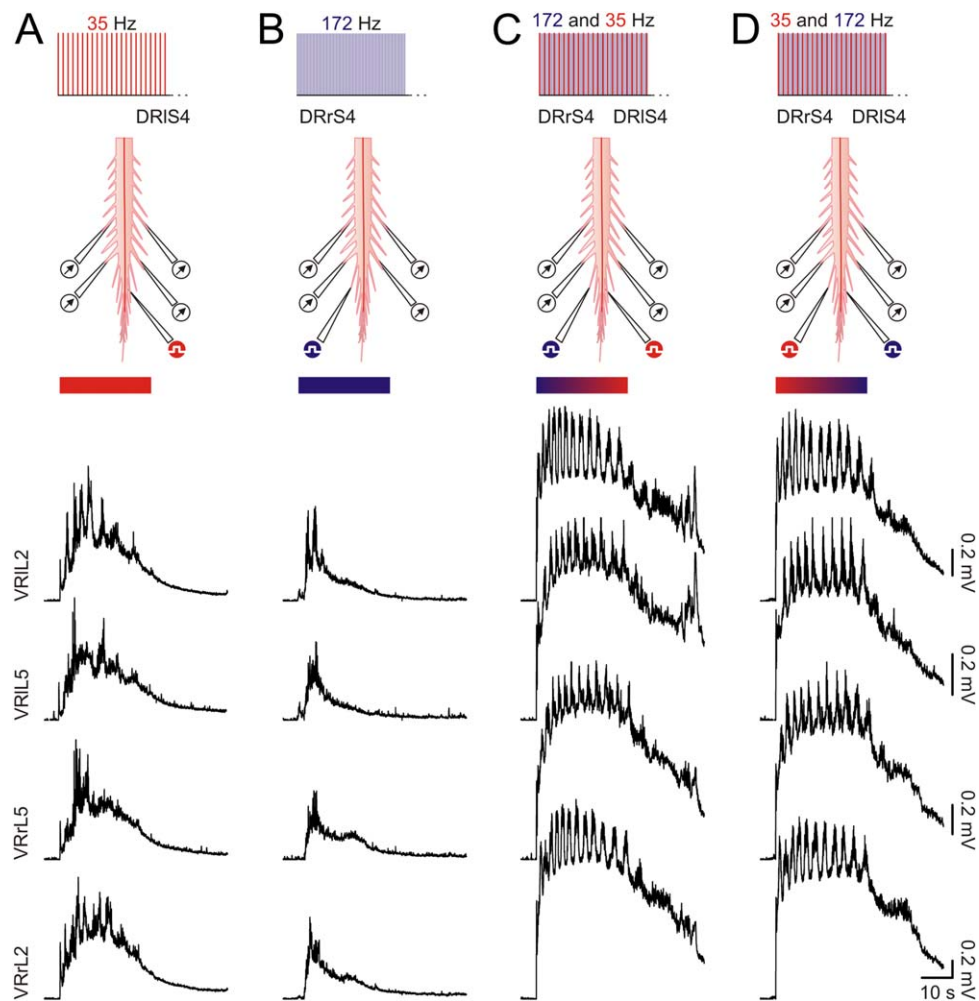 A
B
C
D
35 Hz
172 Hz
172 and 35 Hz
35 and 172 Hz
DRlS4
DRrS4
DRrS4 DRlS4
DRrS4 DRlS4
VRlL2
0.2 mV
VRlL5
0.2 mV
VRrL5
0.2 mV
VRrL2
0.2 mV
10 s